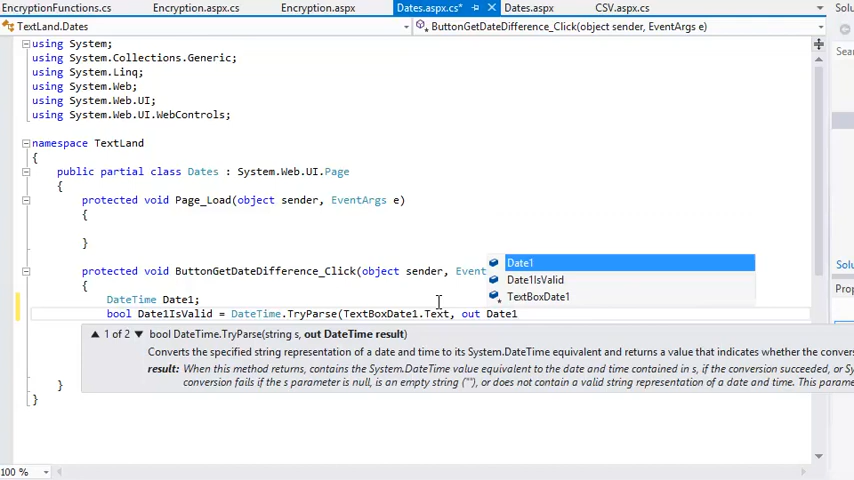 EncryptionFunctions.cs Encryption.aspx.cs Encryption.aspx Dates.aspx.cs* Dates.aspx CSV.aspx.cs
TextLand.Dates ButtonGetDateDifference_Click(object sender, EventArgs e)
using System;
using System.Collections.Generic;
using System.Linq;
using System.Web;
using System.Web.UI;
using System.Web.UI.WebControls;
namespace TextLand
{
public partial class Dates : System.Web.UI.Page
{
protected void Page_Load(object sender, EventArgs e)
{
}
protected void ButtonGetDateDifference_Click(object sender, Event
{
DateTime Date1;
bool Date1IsValid = DateTime.TryParse(TextBoxDate1.Text, out Date1
Date1
Date1IsValid
TextBoxDate1
▲ 1 of 2 ▼ bool DateTime.TryParse(string s, out DateTime result)
Converts the specified string representation of a date and time to its System.DateTime equivalent and returns a value that indicates whether the conver
result: When this method returns, contains the System.DateTime value equivalent to the date and time contained in s, if the conversion succeeded, or Sy
conversion fails if the s parameter is null, is an empty string (""), or does not contain a valid string representation of a date and time. This parame
}
}
100 %
Solu
Sear
Solu
Prop